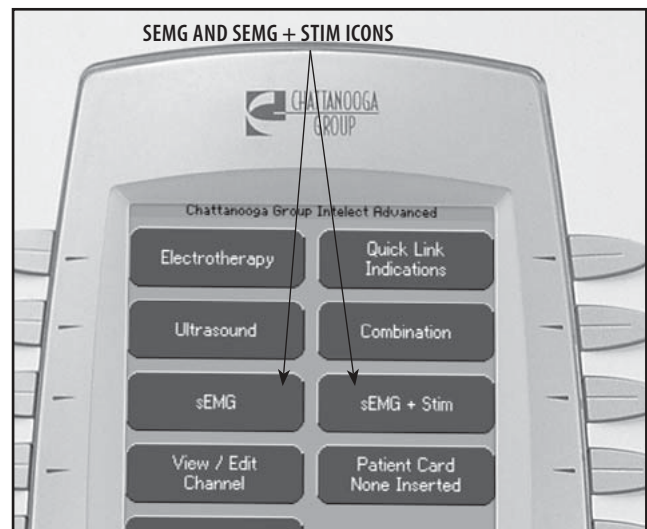 SEMG AND SEMG + STIM ICONS
CHATTANOOGA
GROUP
Chattanooga Group Intelect Advanced
Electrotherapy
Quick Link
Indications
Ultrasound
Combination
sEMG
sEMG + Stim
View / Edit
Channel
Patient Card
None Inserted